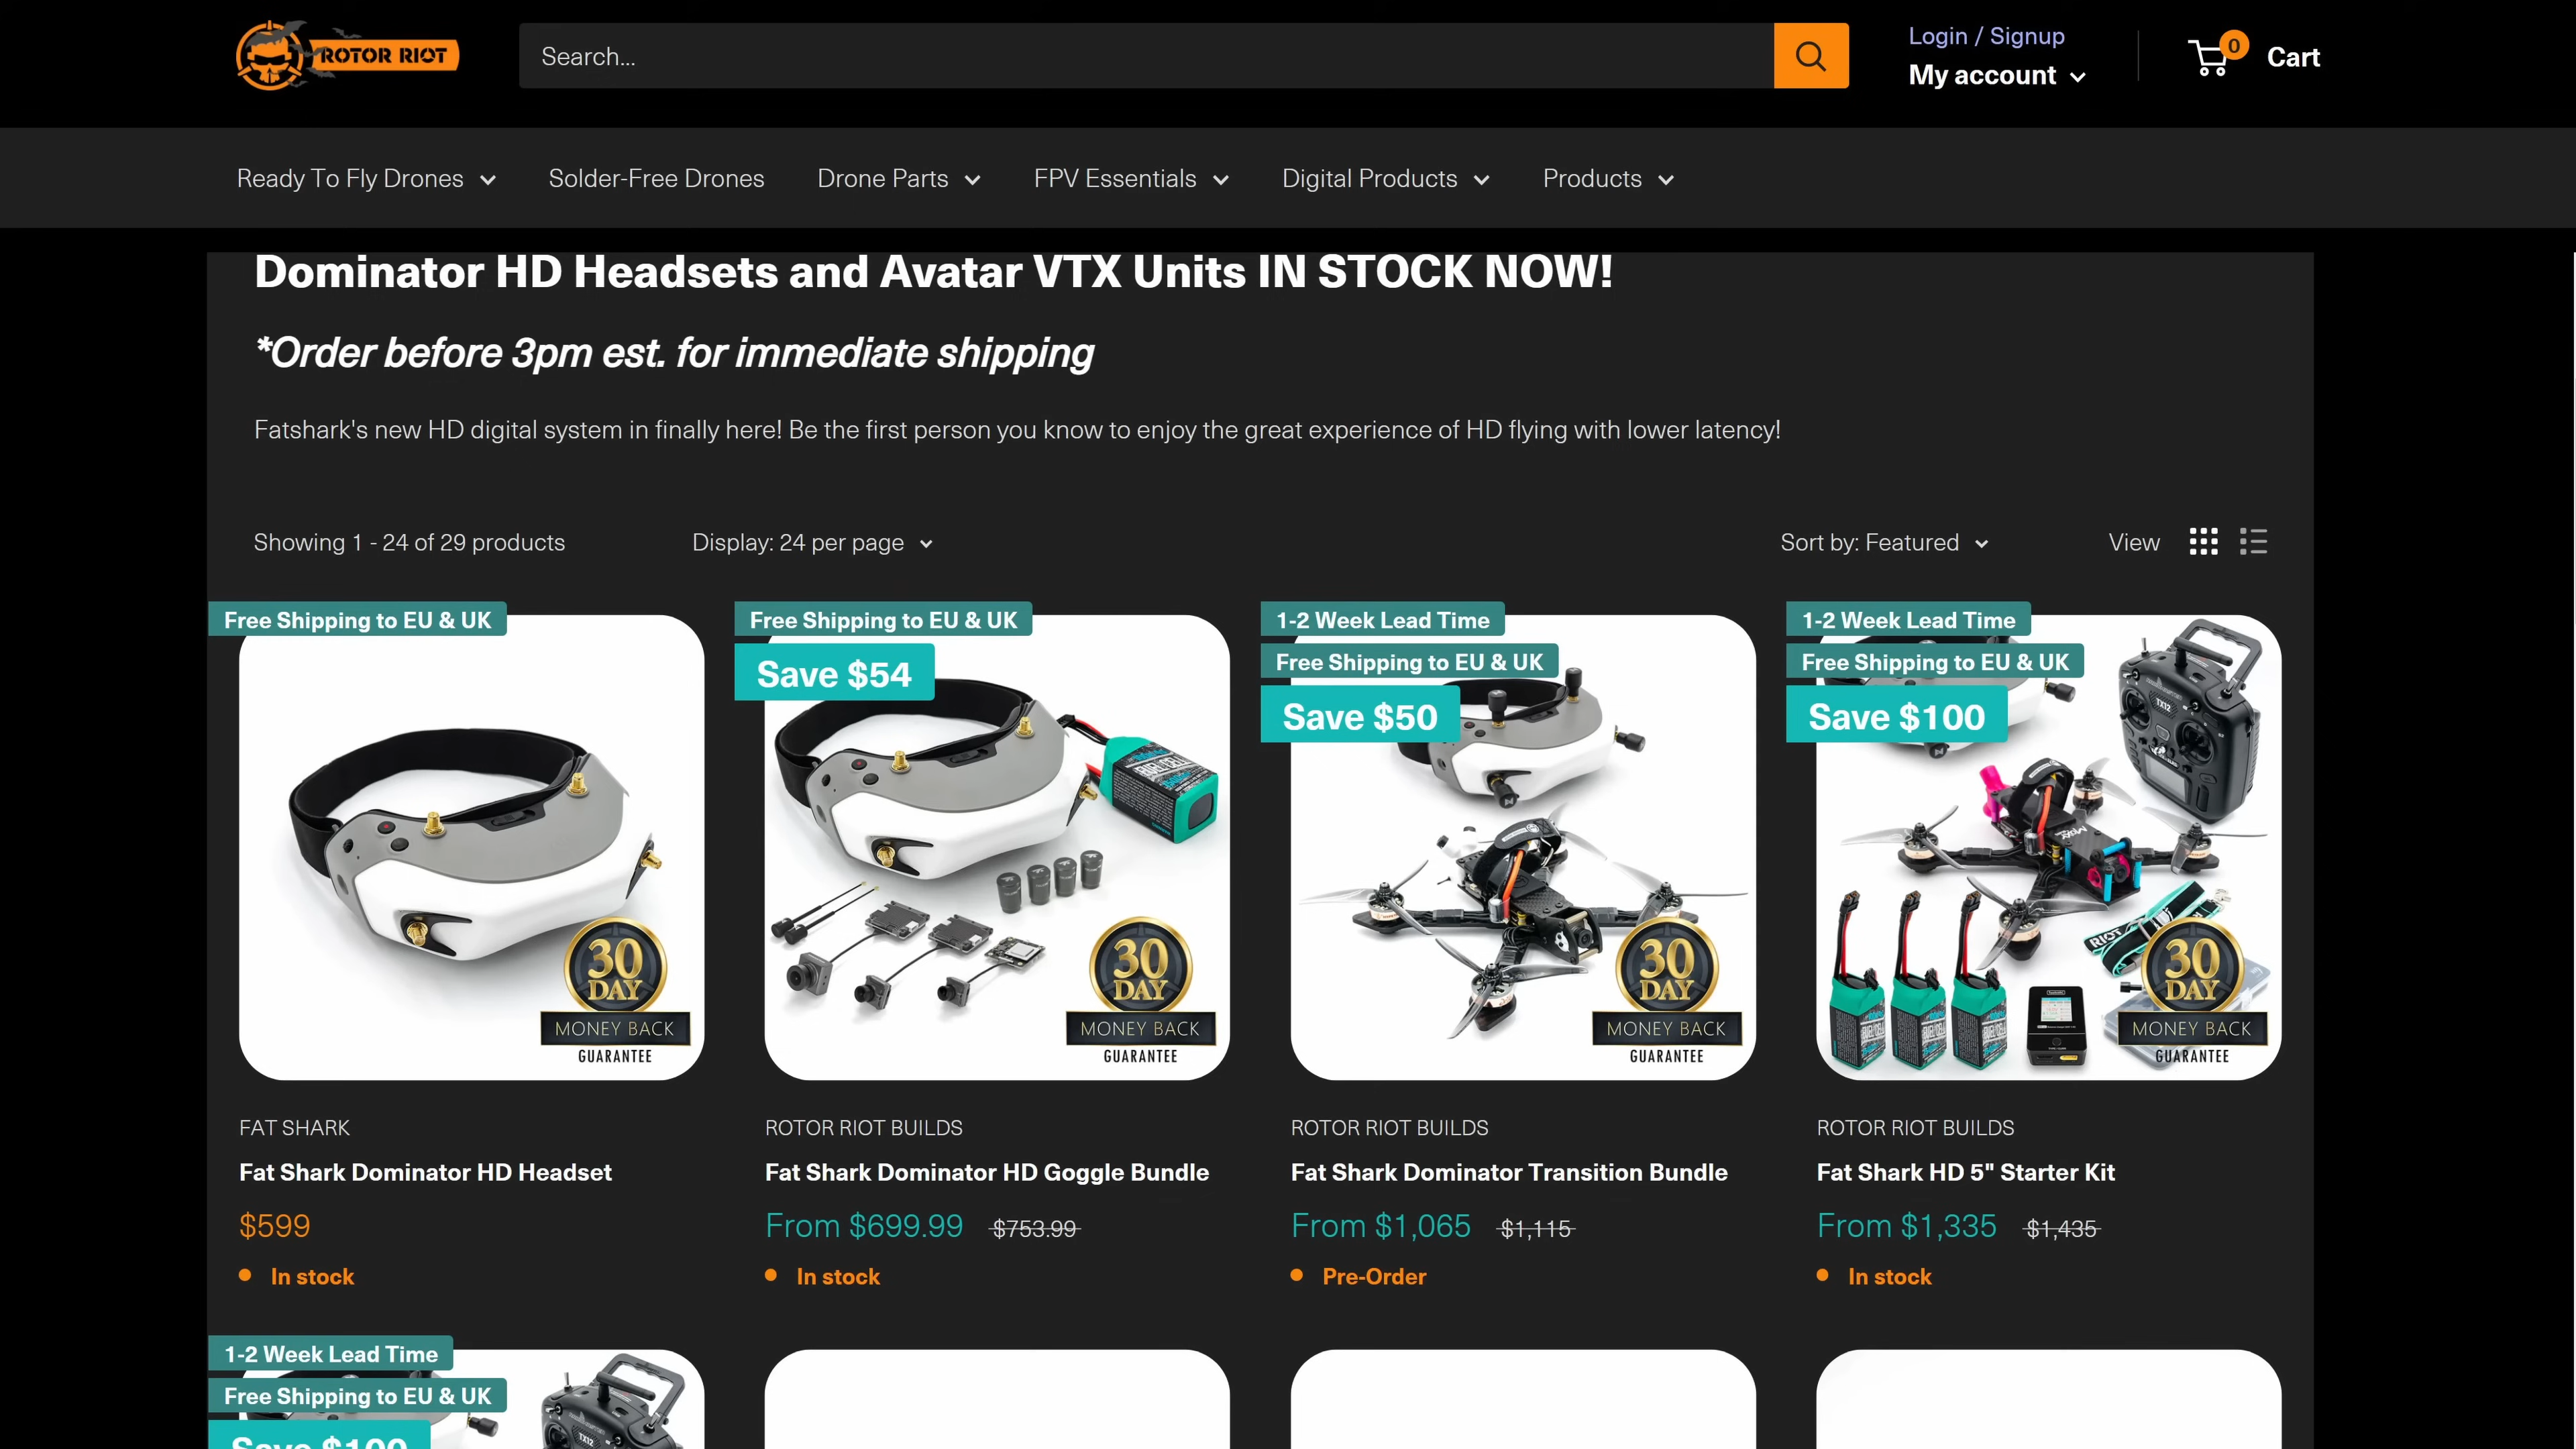 ROTOR RIOT
Search...
Login / Signup
My account
0
Cart
Ready To Fly Drones
Solder-Free Drones
Drone Parts
FPV Essentials
Digital Products
Products
Dominator HD Headsets and Avatar VTX Units IN STOCK NOW!
*Order before 3pm est. for immediate shipping
Fatshark's new HD digital system in finally here! Be the first person you know to enjoy the great experience of HD flying with lower latency!
Showing 1 - 24 of 29 products
Display: 24 per page
Sort by: Featured
View
Free Shipping to EU & UK
30
DAY
MONEY BACK
GUARANTEE
FAT SHARK
Fat Shark Dominator HD Headset
$599
In stock
Free Shipping to EU & UK
Save $54
30
DAY
MONEY BACK
GUARANTEE
ROTOR RIOT BUILDS
Fat Shark Dominator HD Goggle Bundle
From $699.99 $753.99
In stock
1-2 Week Lead Time
Free Shipping to EU & UK
Save $50
30
DAY
MONEY BACK
GUARANTEE
ROTOR RIOT BUILDS
Fat Shark Dominator Transition Bundle
From $1,065 $1,115
Pre-Order
1-2 Week Lead Time
Free Shipping to EU & UK
Save $100
TX12
RIOT
30
DAY
MONEY BACK
GUARANTEE
ROTOR RIOT BUILDS
Fat Shark HD 5" Starter Kit
From $1,335 $1,435
In stock
1-2 Week Lead Time
Free Shipping to EU & UK
Save $100
TX12